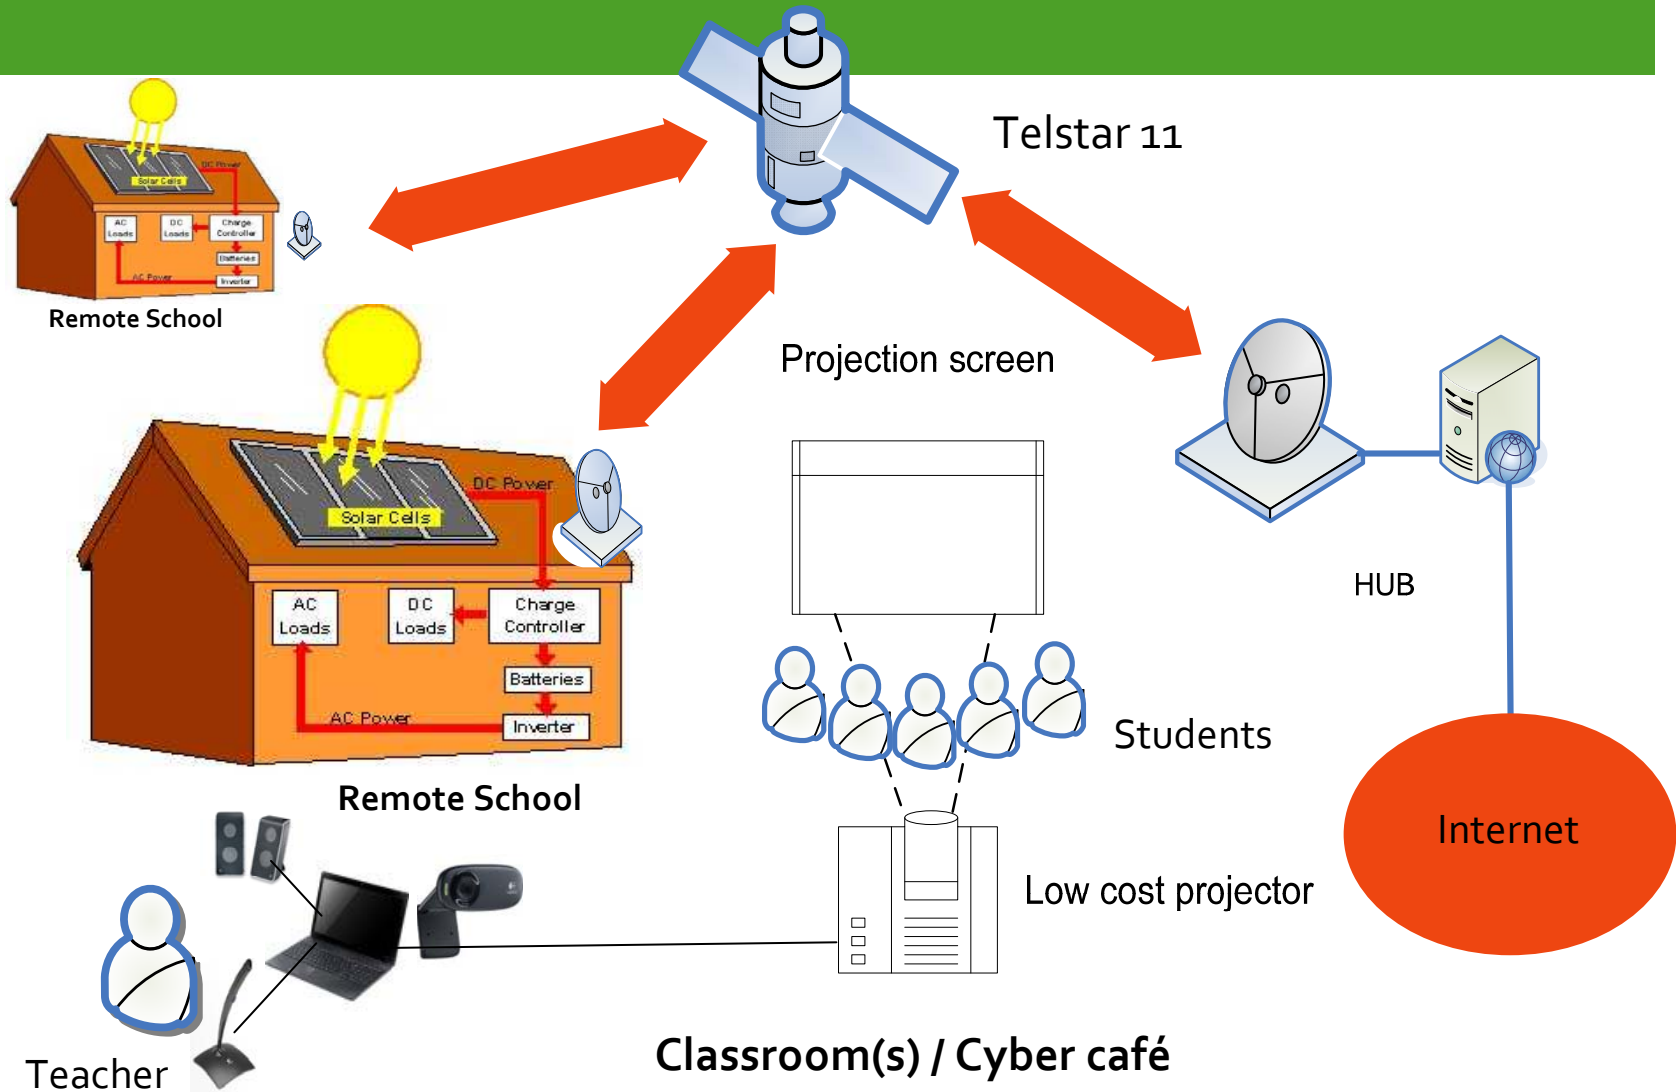 Telstar 11
DC Power
Solar Cells
AC
Loads
DC
Loads
Charge
Controller
Batteries
AC Power
Inverter
Remote School
Projection screen
DC Power
Solar Cells
AC
Loads
DC
Loads
Charge
Controller
Batteries
AC Power
Inverter
Remote School
HUB
Students
Internet
Low cost projector
Teacher
Classroom(s) / Cyber café